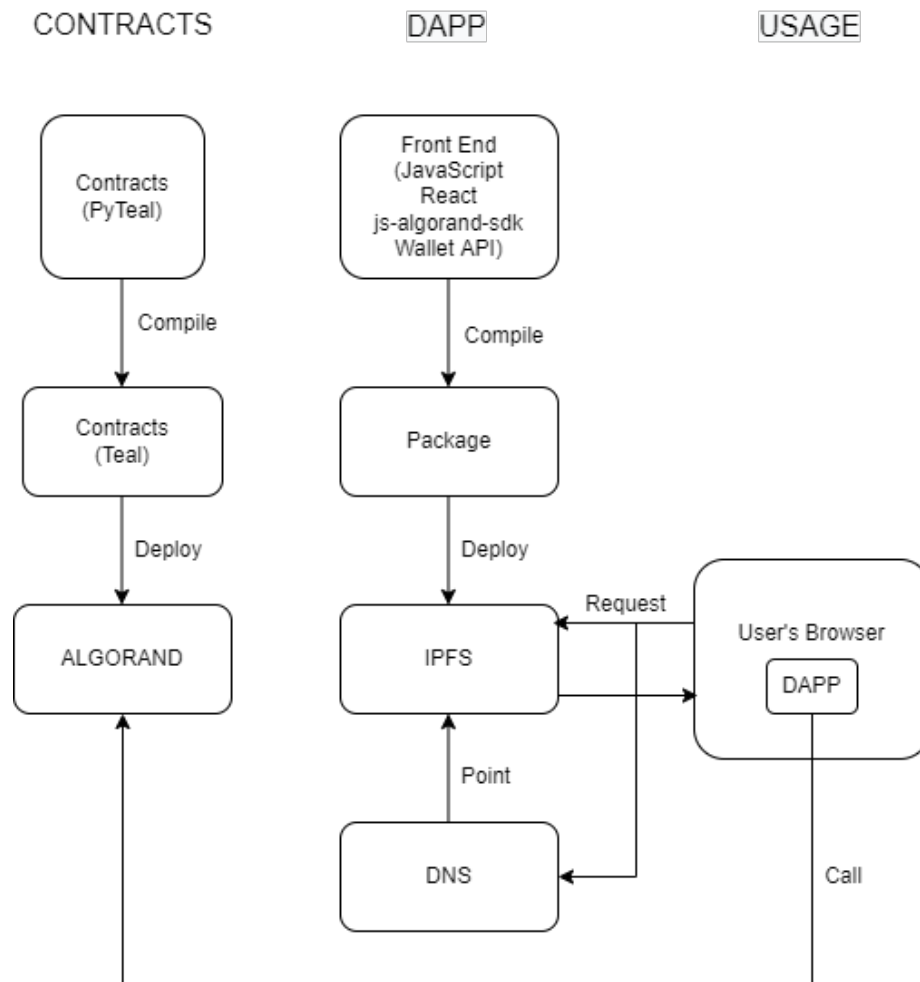 CONTRACTS
DAPP
USAGE
Contracts
(PyTeal)
Front End
(JavaScript
React
js-algorand-sdk
Wallet API)
Compile
Compile
Contracts
(Teal)
Package
Deploy
Deploy
Request
ALGORAND
IPFS
User's Browser
DAPP
Point
DNS
Call